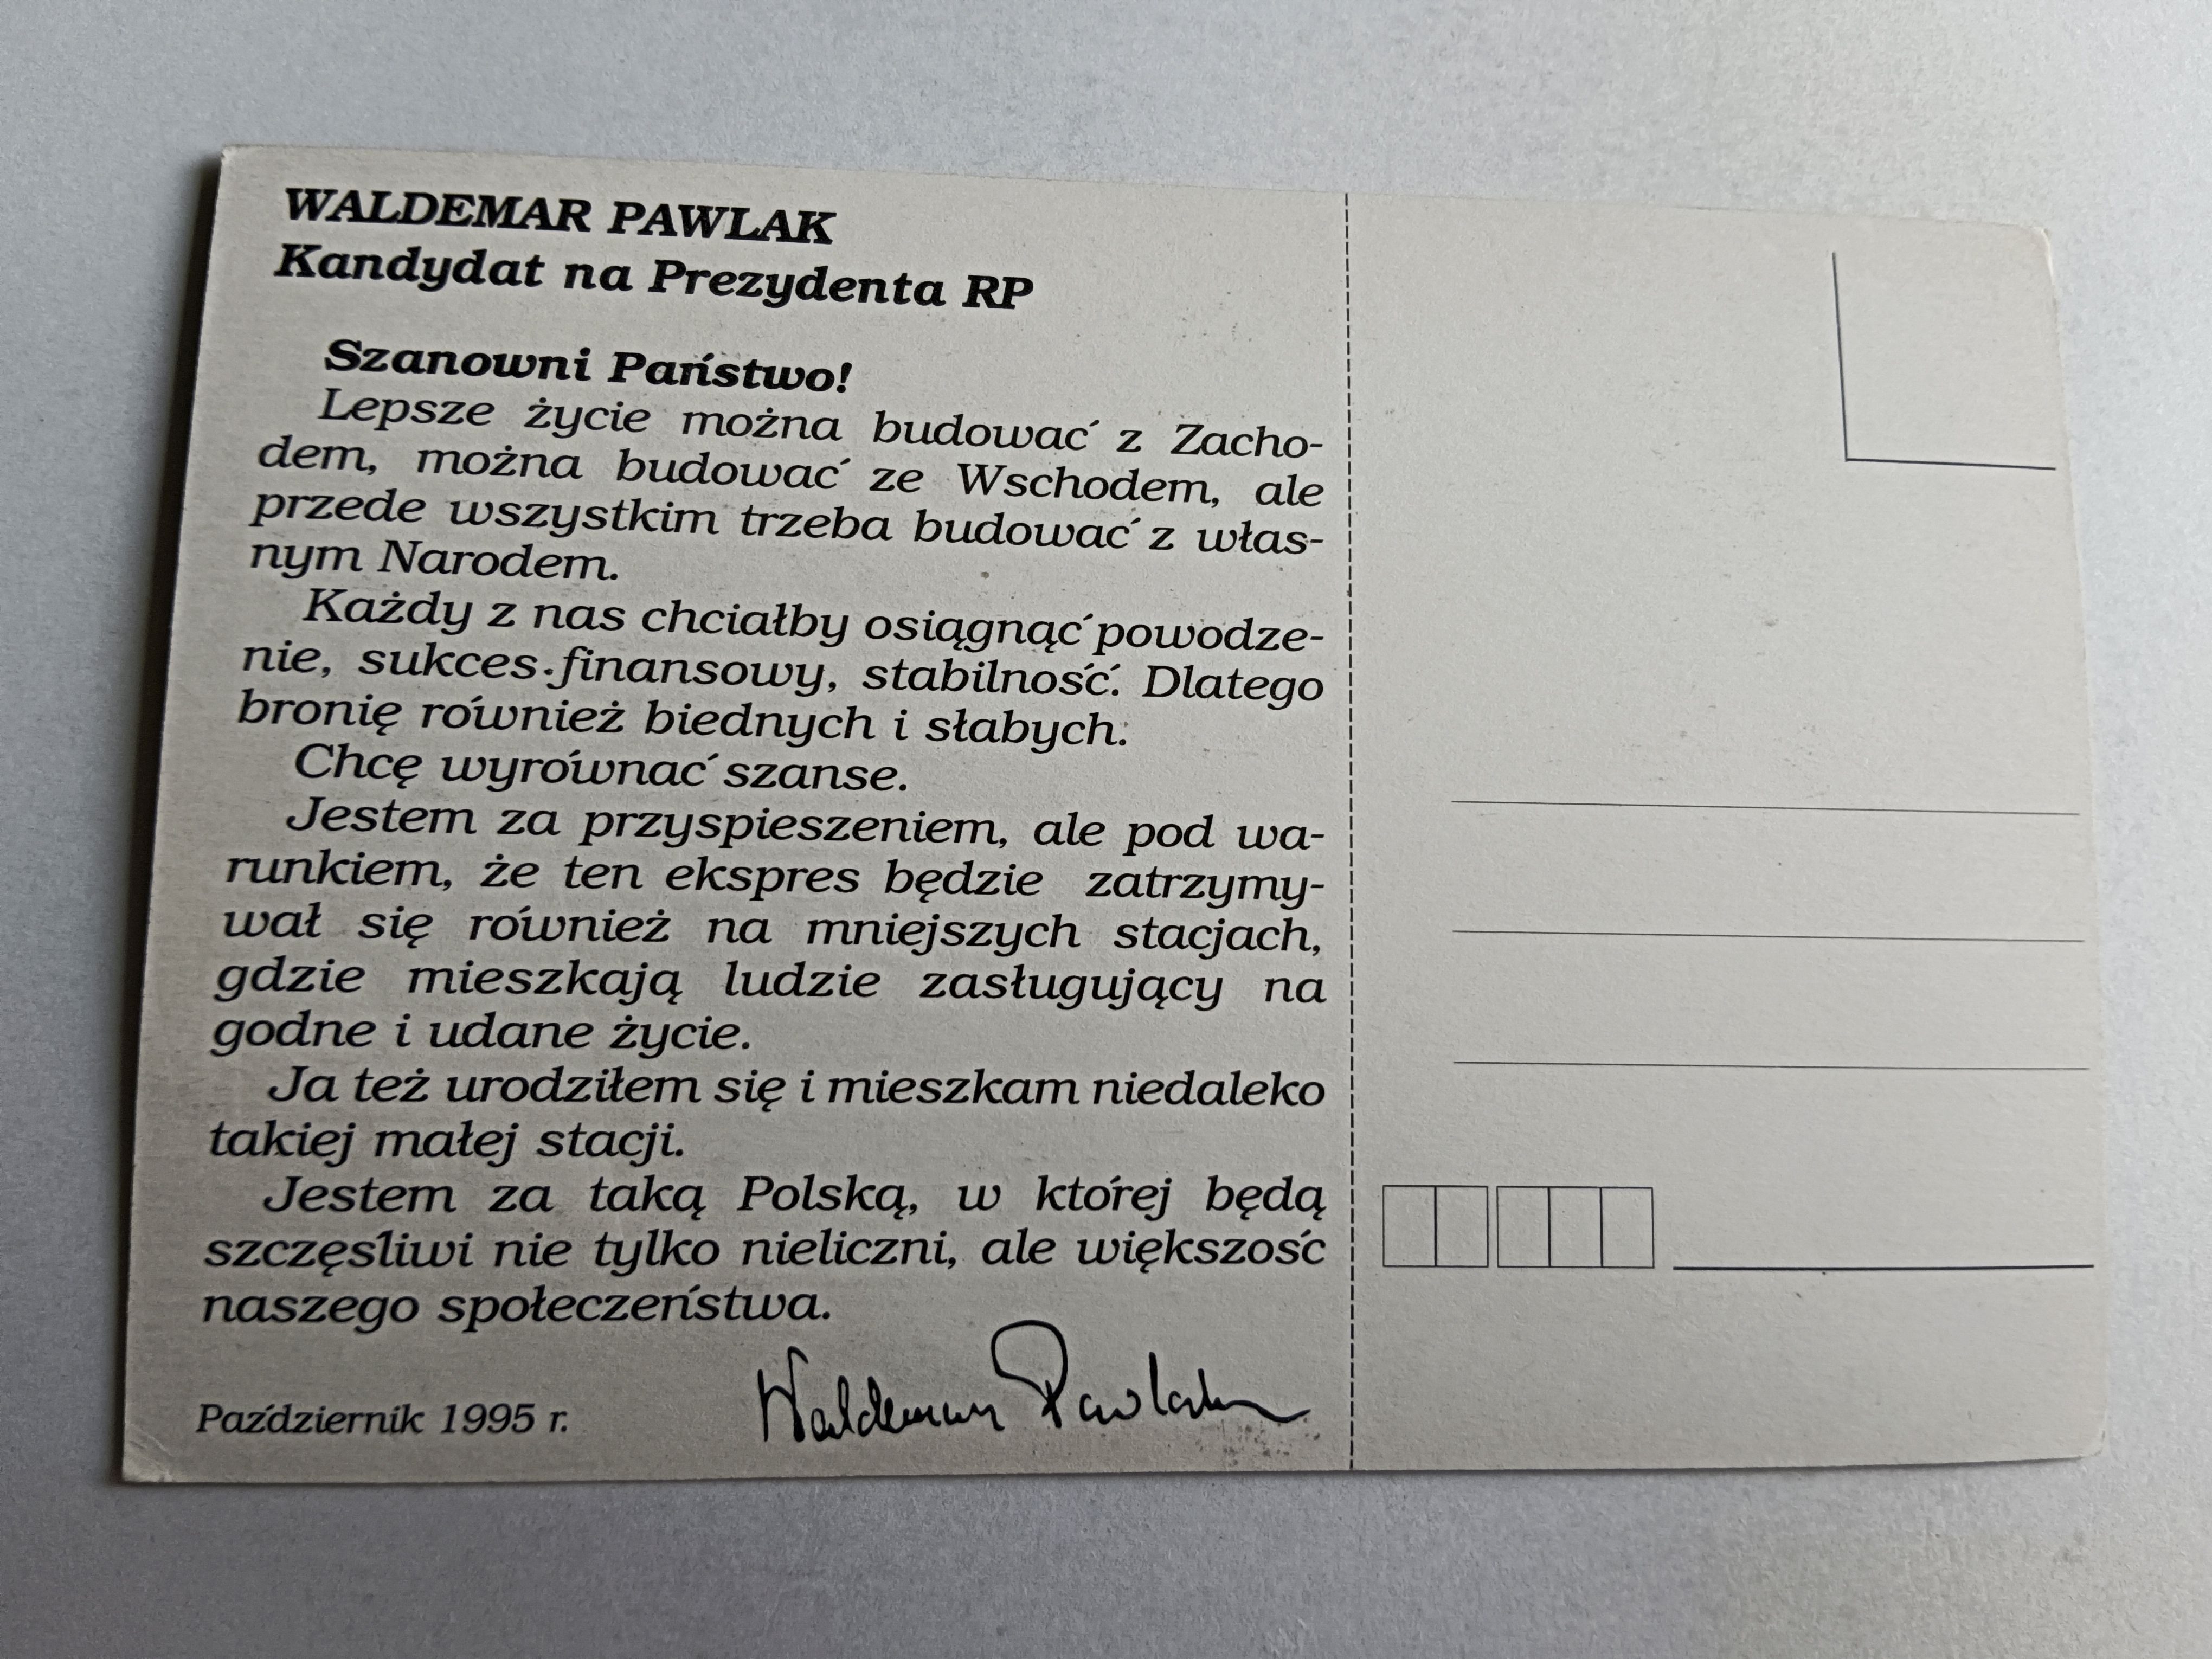 WALDEMAR PAWLAK
Kandydat na Prezydenta RP
Szanowni Państwo!
Lepsze życie można budować z Zacho-
dem, można budować ze Wschodem, ale
przede wszystkim trzeba budować z włas-
nym Narodem.
Każdy z nas chciałby osiągnąć powodze-
nie, sukces finansowy, stabilność. Dlatego
bronię również biednych i słabych.
Chcę wyrównać szanse.
Jestem za przyspieszeniem, ale pod wa-
runkiem, że ten ekspres będzie zatrzymy-
wał się również na mniejszych stacjach,
gdzie mieszkają ludzie zasługujący na
godne i udane życie.
Ja też urodziłem się i mieszkam niedaleko
takiej małej stacji.
Jestem za taką Polską, w której będą
szczęśliwi nie tylko nieliczni, ale większość
naszego społeczeństwa.
Październik 1995 r.
Waldemar Pawlak